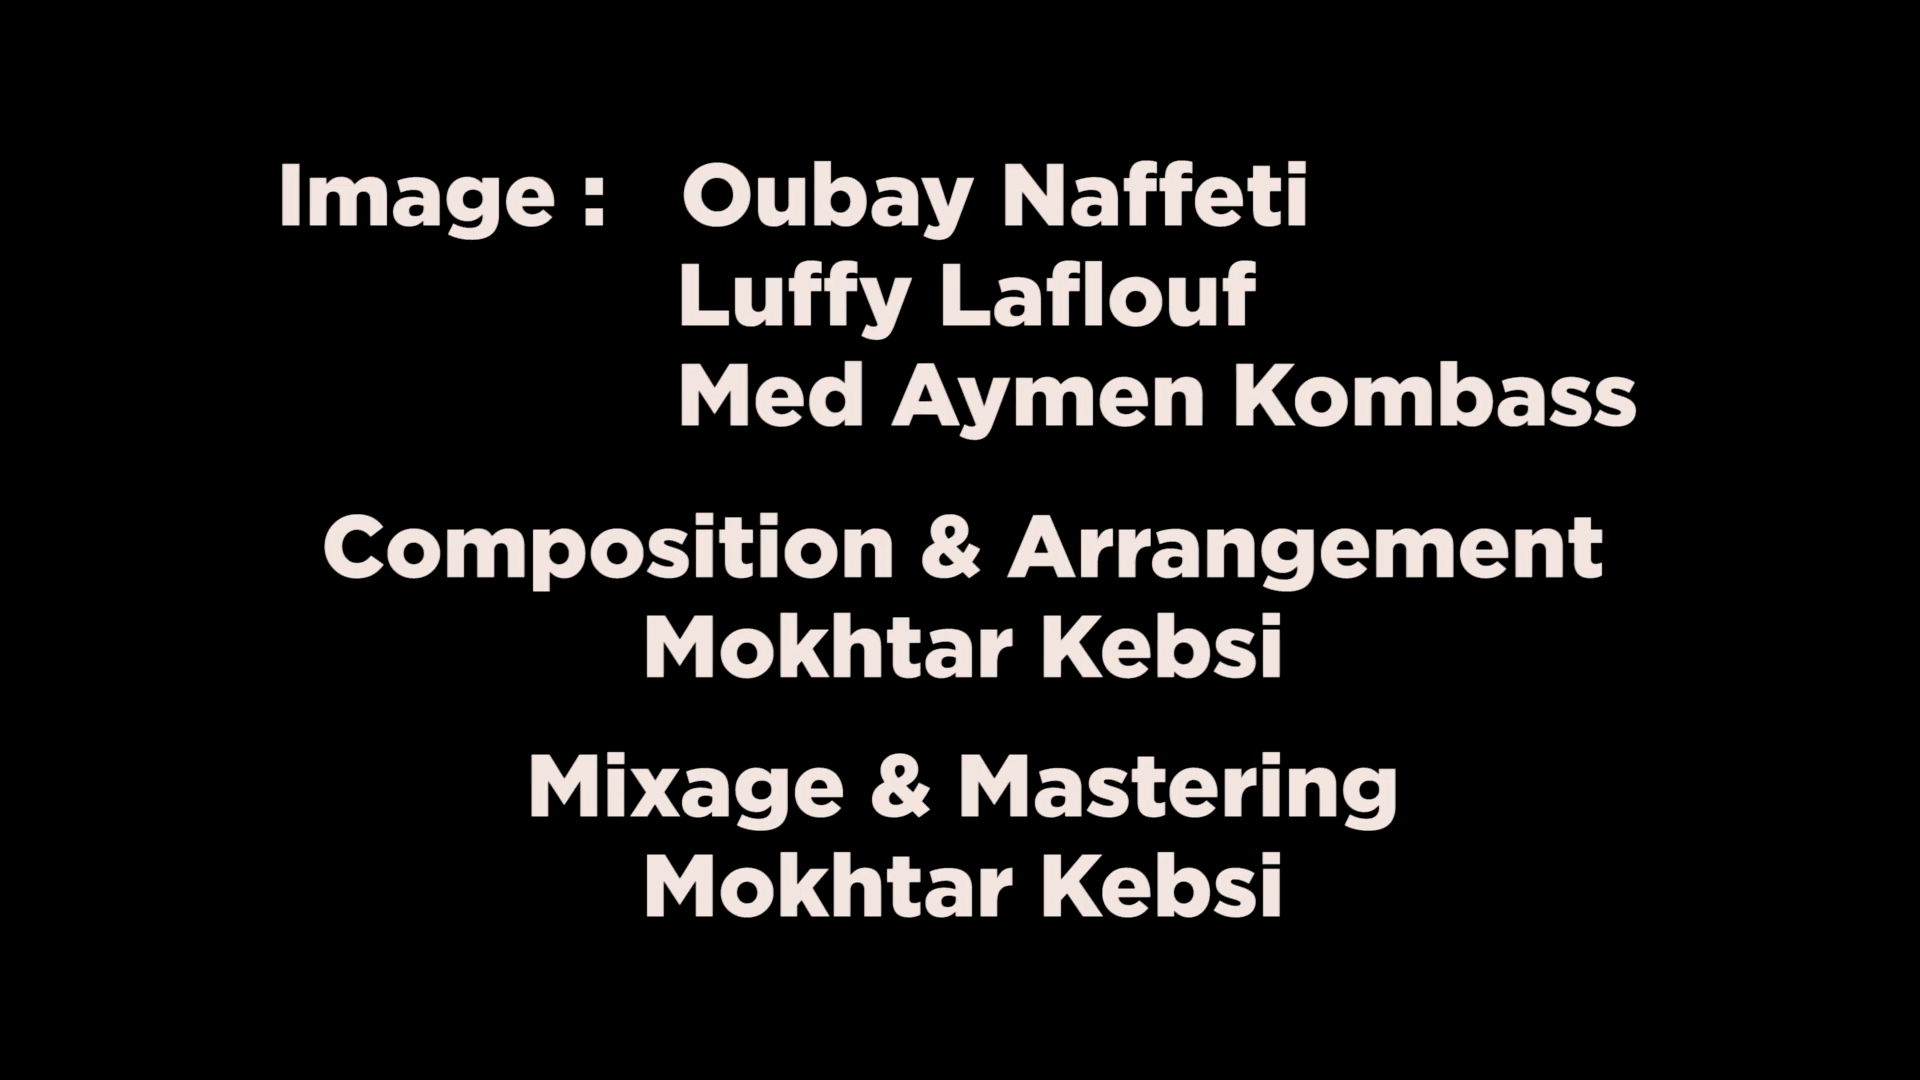 Image : Oubay Naffeti
Luffy Laflouf
Med Aymen Kombass
Composition & Arrangement
Mokhtar Kebsi
Mixage & Mastering
Mokhtar Kebsi